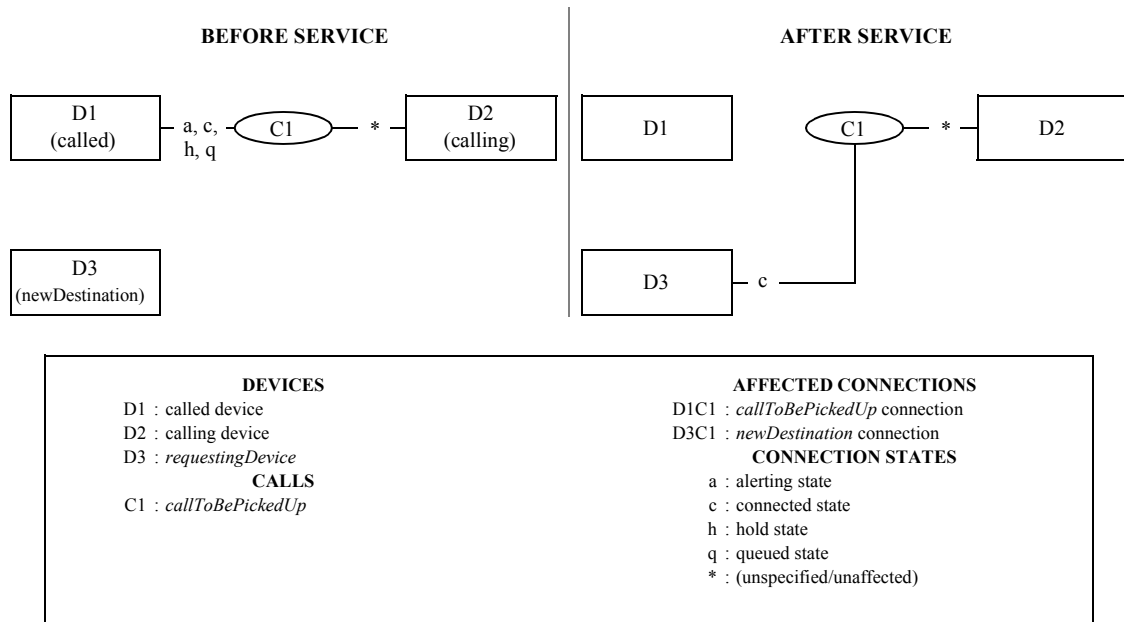 BEFORE SERVICE
AFTER SERVICE
D1
(called)
a, c,
h, q
C1
*
D2
(calling)
D1
C1
*
D2
D3
(newDestination)
D3
c
DEVICES
D1 : called device
D2 : calling device
D3 : requestingDevice
CALLS
C1 : callToBePickedUp
AFFECTED CONNECTIONS
D1C1 : callToBePickedUp connection
D3C1 : newDestination connection
CONNECTION STATES
a : alerting state
c : connected state
h : hold state
q : queued state
* : (unspecified/unaffected)